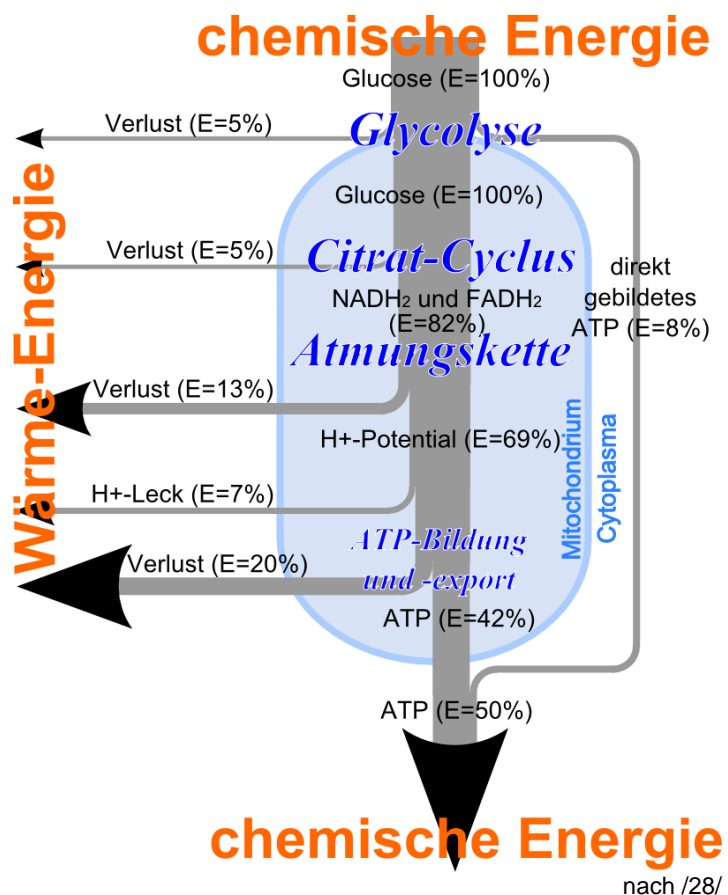 chemische Energie
Glucose (E=100%)
Verlust (E=5%)
Glycolyse
Glucose (E=100%)
Verlust (E=5%)
Citrat-Cyclus
direkt
gebildetes
ATP (E=8%)
NADH₂ und FADH₂
(E=82%)
Atmungskette
Verlust (E=13%)
H+-Potential (E=69%)
Mitochondrium
Cytoplasma
Wärme-Energie
H+-Leck (E=7%)
ATP-Bildung
und -export
Verlust (E=20%)
ATP (E=42%)
ATP (E=50%)
chemische Energie
nach /28/